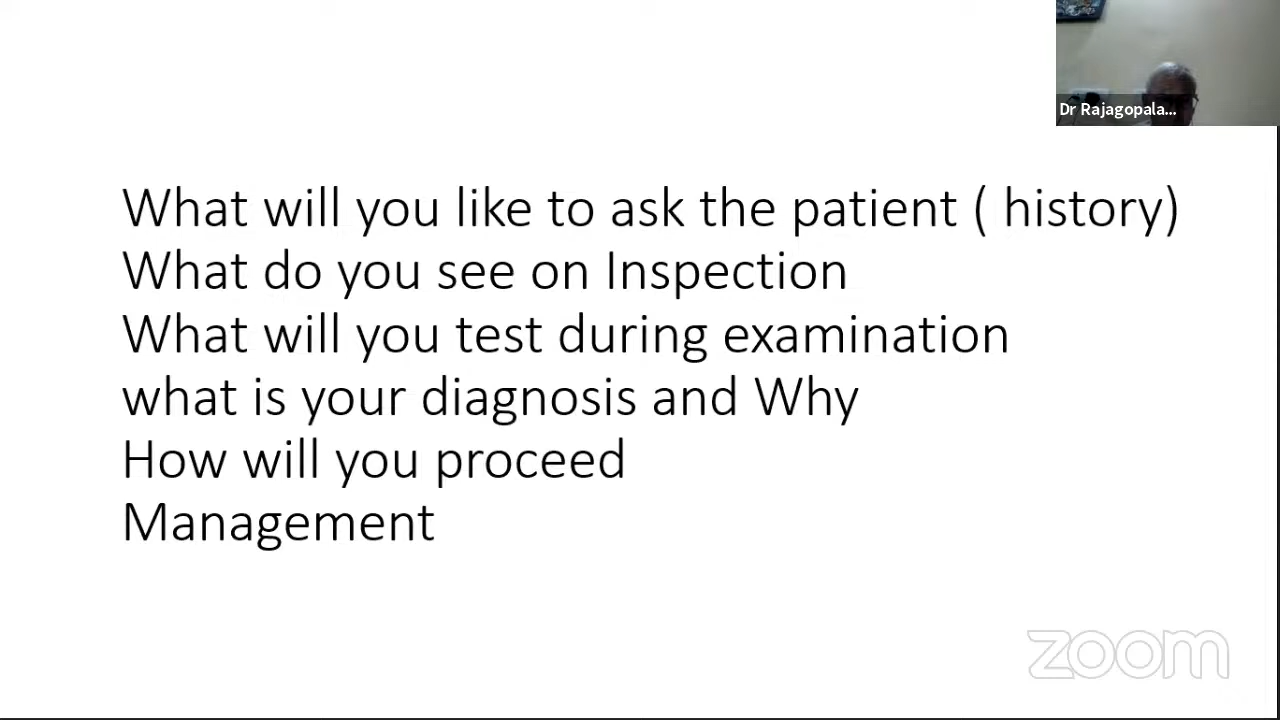 Dr Rajagopala...
What will you like to ask the patient ( history)
What do you see on Inspection
What will you test during examination
what is your diagnosis and Why
How will you proceed
Management
zoom